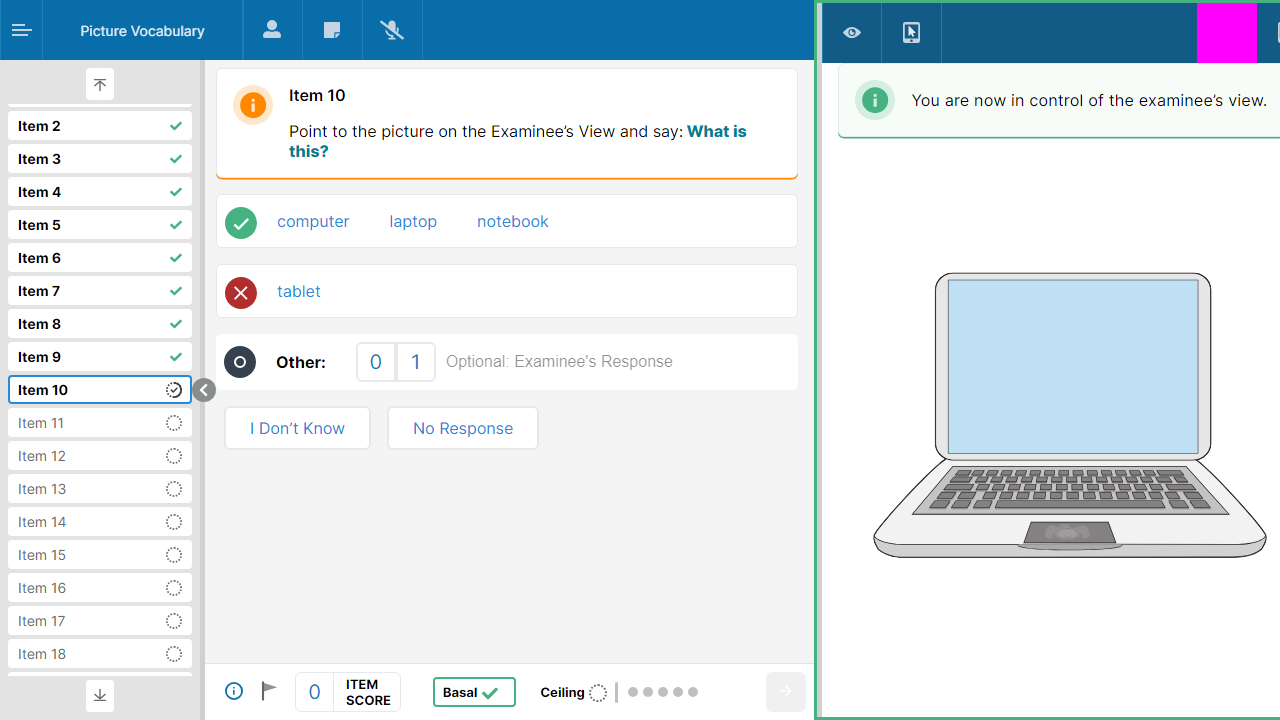 Picture Vocabulary
Item 2
Item 3
Item 4
Item 5
Item 6
Item 7
Item 8
Item 9
Item 10
Item 11
Item 12
Item 13
Item 14
Item 15
Item 16
Item 17
Item 18
Item 10
Point to the picture on the Examinee’s View and say: What is
this?
computer laptop notebook
tablet
Other: 0 1 Optional: Examinee's Response
I Don’t Know No Response
0 ITEM
SCORE
Basal Ceiling
You are now in control of the examinee’s view.